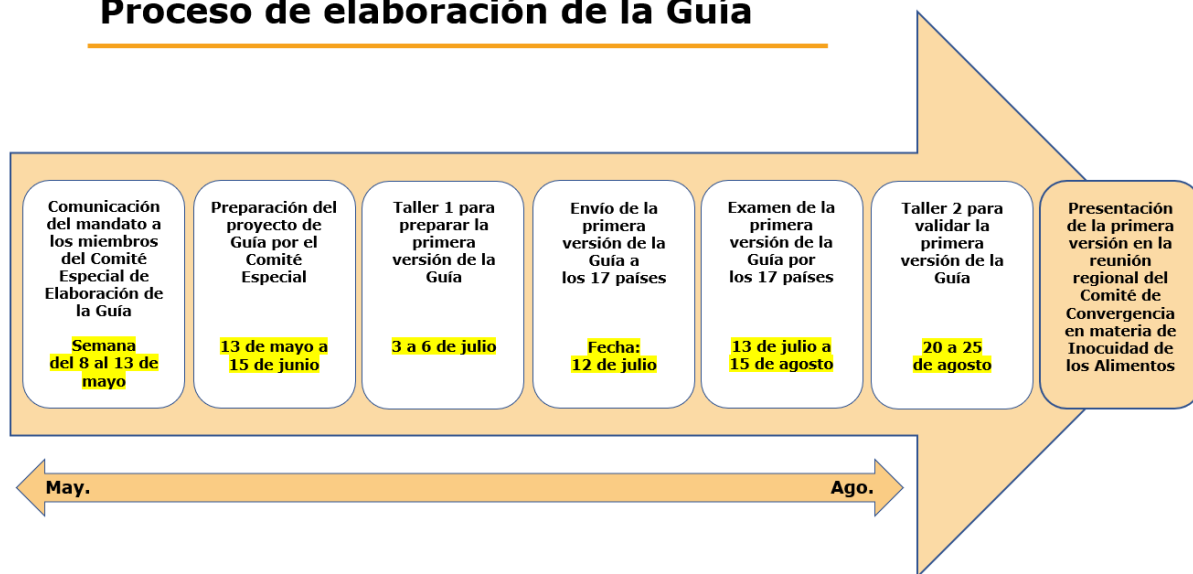 Proceso de elaboración de la Guía
Comunicación
del mandato a
los miembros
del Comité
Especial de
Elaboración de
la Guía
Semana
del 8 al 13 de
mayo
Preparación del
proyecto de
Guía por el
Comité
Especial
13 de mayo a
15 de junio
Taller 1 para
preparar la
primera
versión de la
Guía
3 a 6 de julio
Envío de la
primera
versión de la
Guía a
los 17 países
Fecha:
12 de julio
Examen de la
primera
versión de la
Guía por
los 17 países
13 de julio a
15 de agosto
Taller 2 para
validar la
primera
versión de la
Guía
20 a 25
de agosto
Presentación
de la primera
versión en la
reunión
regional del
Comité de
Convergencia
en materia de
Inocuidad de
los Alimentos
May.
Ago.